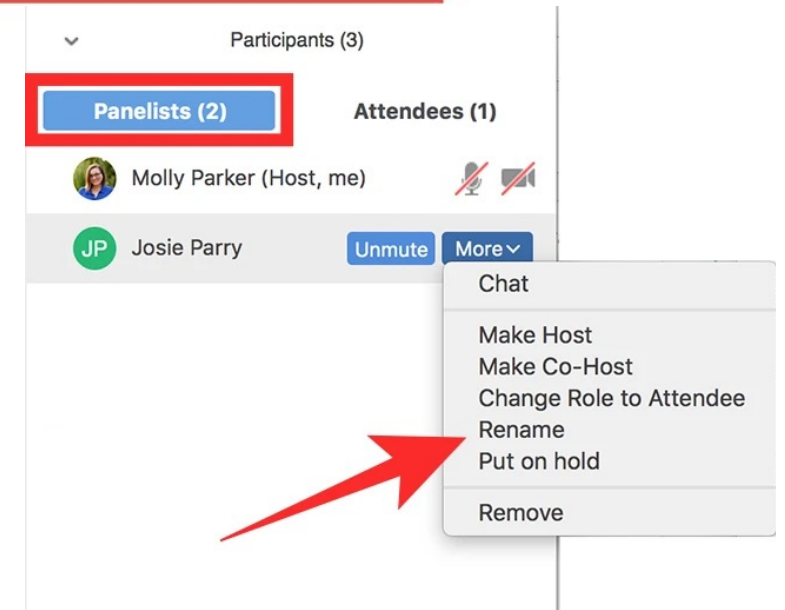 Participants (3)
Panelists (2) Attendees (1)
Molly Parker (Host, me)
JP Josie Parry Unmute More
Chat
Make Host
Make Co-Host
Change Role to Attendee
Rename
Put on hold
Remove